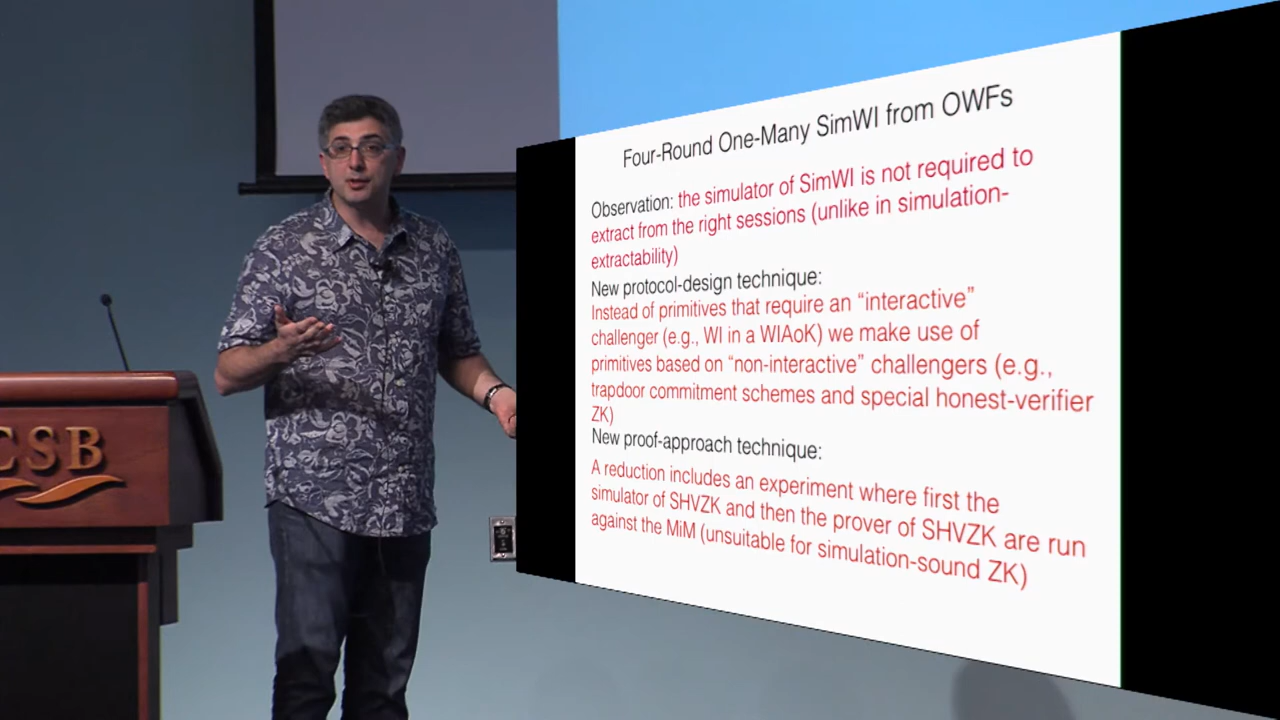 Four-Round One-Many SimWI from OWFs
Observation: the simulator of SimWI is not required to
extract from the right sessions (unlike in simulation-
extractability)
New protocol-design technique:
Instead of primitives that require an “interactive”
challenger (e.g., WI in a WIAoK) we make use of
primitives based on “non-interactive” challengers (e.g.,
trapdoor commitment schemes and special honest-verifier
ZK)
New proof-approach technique:
A reduction includes an experiment where first the
simulator of SHVZK and then the prover of SHVZK are run
against the MiM (unsuitable for simulation-sound ZK)
CSB